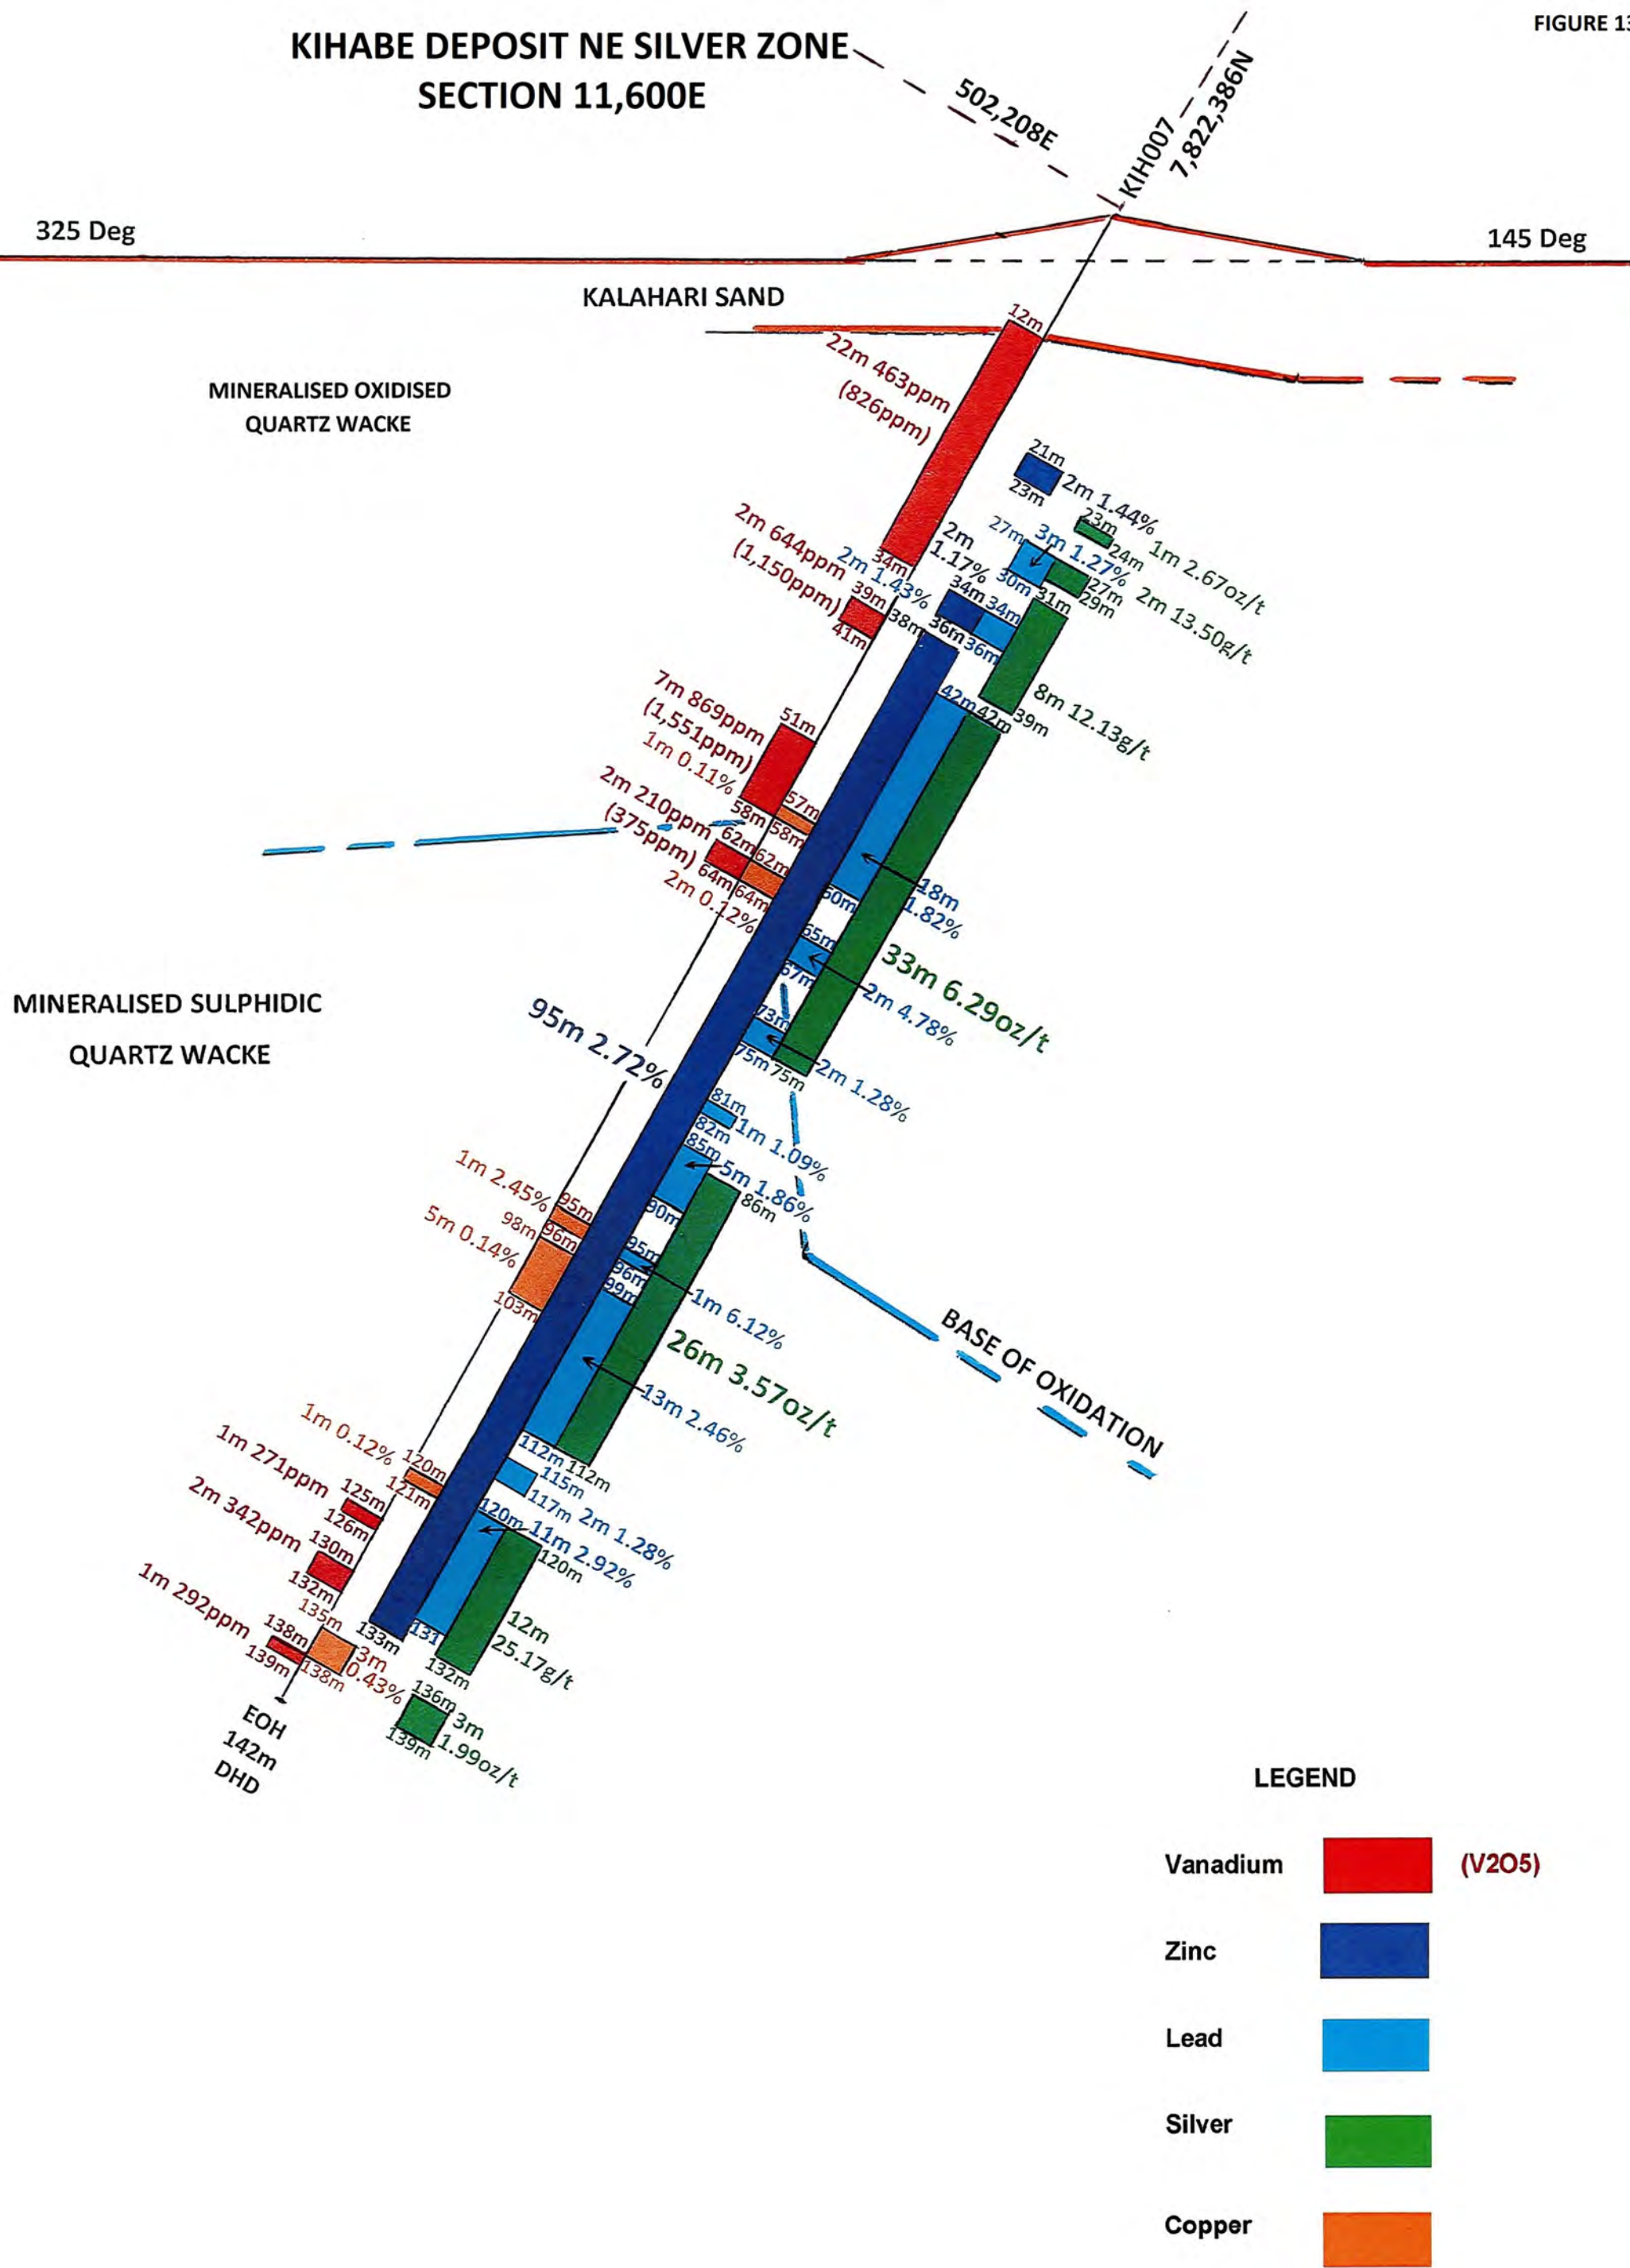 FIGURE 13
KIHABE DEPOSIT NE SILVER ZONE
SECTION 11,600E
502,208E
KIH007
7,822,386N
325 Deg
145 Deg
KALAHARI SAND
12m
22m 463ppm
(826ppm)
MINERALISED OXIDISED
QUARTZ WACKE
34m
21m
23m
2m 1.44%
23m
24m
1m 2.67oz/t
27m
3m 1.27%
30m
27m
29m
2m 13.50g/t
2m
1.17%
34m
36m
2m 1.43%
34m
36m
31m
39m
8m 12.13g/t
2m 644ppm
(1,150ppm)
39m
41m
38m
42m
42m
7m 869ppm
(1,551ppm)
51m
58m
1m 0.11%
57m
58m
2m 210ppm
(375ppm)
62m
64m
62m
64m
2m 0.12%
60m
18m
1.82%
65m
67m
2m 4.78%
33m 6.29oz/t
MINERALISED SULPHIDIC
QUARTZ WACKE
73m
75m
75m
2m 1.28%
95m 2.72%
81m
82m
1m 1.09%
85m
90m
5m 1.86%
86m
1m 2.45%
95m
96m
98m
5m 0.14%
103m
95m
96m
1m 6.12%
99m
26m 3.57oz/t
13m 2.46%
BASE OF OXIDATION
112m
112m
115m
117m
2m 1.28%
1m 0.12%
120m
121m
1m 271ppm
125m
126m
120m
11m 2.92%
120m
2m 342ppm
130m
132m
1m 292ppm
138m
139m
135m
138m
3m
0.43%
133m
131
132m
12m
25.17g/t
136m
139m
3m
1.99oz/t
EOH
142m
DHD
LEGEND
Vanadium
(V2O5)
Zinc
Lead
Silver
Copper